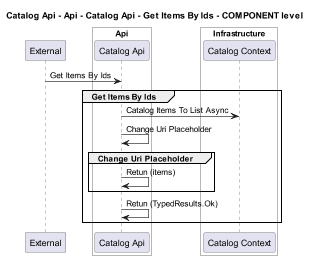 Catalog Api - Api - Catalog Api - Get Items By Ids - COMPONENT level
Api
Infrastructure
External
Catalog Api
Catalog Context
Get Items By Ids
Get Items By Ids
Catalog Items To List Async
Change Uri Placeholder
Change Uri Placeholder
Retun (items)
Retun (TypedResults.Ok)
External
Catalog Api
Catalog Context